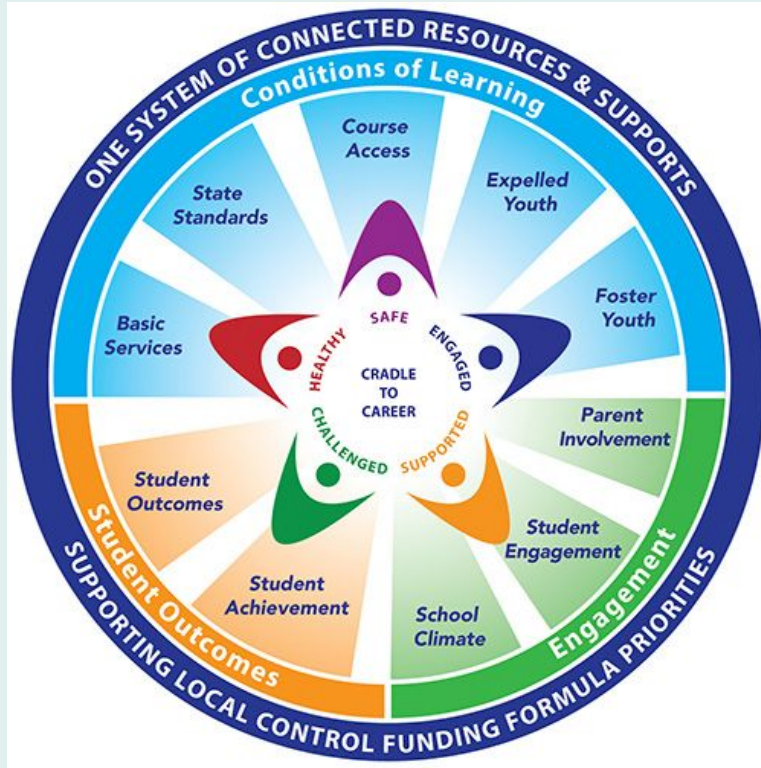 ONE SYSTEM OF CONNECTED RESOURCES & SUPPORTS
Conditions of Learning
Basic
Services
State
Standards
Course
Access
Expelled
Youth
Foster
Youth
Parent
Involvement
Student
Engagement
School
Climate
Engagement
Student
Achievement
Student
Outcomes
Student Outcomes
HEALTHY
SAFE
ENGAGED
SUPPORTED
CHALLENGED
CRADLE
TO
CAREER
SUPPORTING LOCAL CONTROL FUNDING FORMULA PRIORITIES